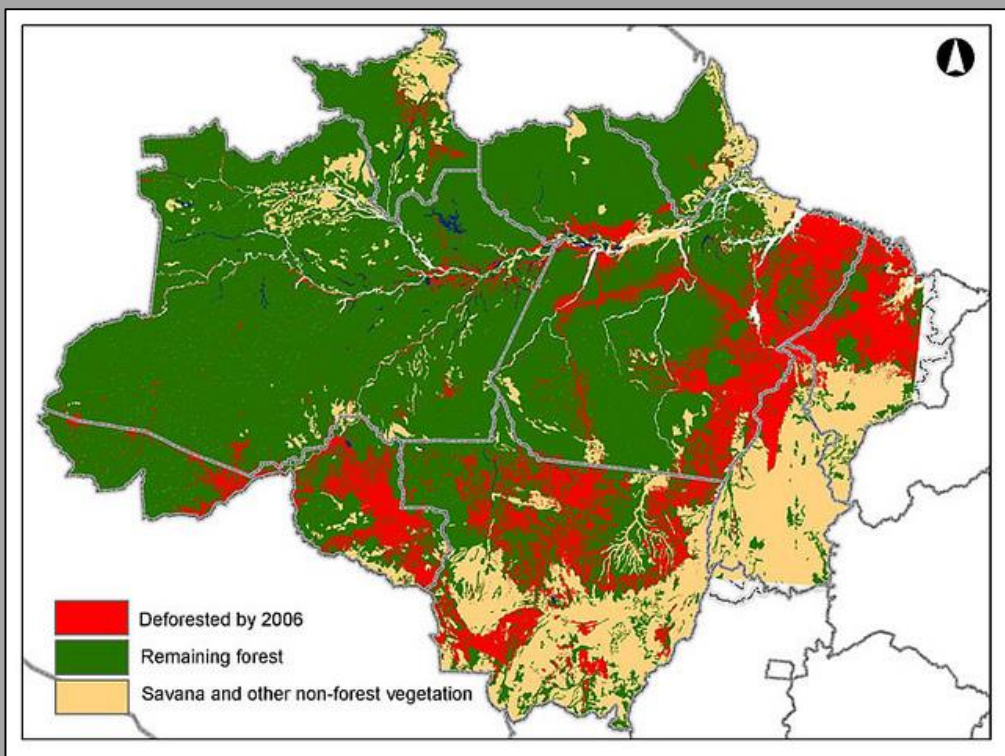 Deforested by 2006
Remaining forest
Savana and other non-forest vegetation